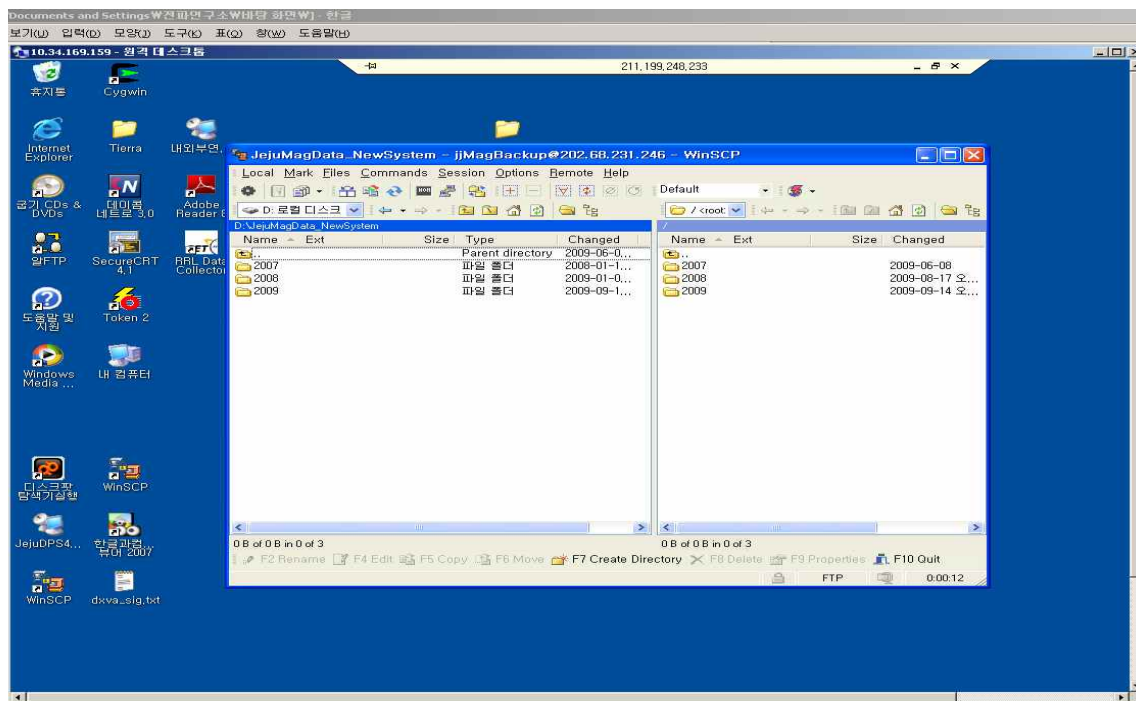 Documents and Settings₩전파연구소₩바탕 화면₩] - 한글
보기(U) 입력(D) 모양(J) 도구(K) 표(Q) 창(W) 도움말(H)
10.34.169.159 - 원격 데스크톱
211,199,248,233
휴지통
Cygwin
Internet Explorer
Tierra
내외부연,
굽기 CDs & DVDs
데이콤 네트로 3,0
Adobe Reader 8
알FTP
SecureCRT 4,1
RRL Data Collector
도움말 및 지원
Token 2
Windows Media ...
내 컴퓨터
디스크팟 탐색기실행
WinSCP
JejuDPS4...
한글과컴... 뷰어 2007
WinSCP
dxva_sig,txt
JejuMagData_NewSystem - jjMagBackup@202.68.231.246 - WinSCP
Local Mark Files Commands Session Options Remote Help
Default
D: 로컬 디스크
/ <root:
D:\JejuMagData_NewSystem
/
Name Ext Size Type Changed
.. Parent directory 2009-06-0...
2007 파일 폴더 2008-01-1...
2008 파일 폴더 2009-01-0...
2009 파일 폴더 2009-09-1...
Name Ext Size Changed
..
2007 2009-06-08
2008 2009-08-17 오...
2009 2009-09-14 오...
0 B of 0 B in 0 of 3
0 B of 0 B in 0 of 3
F2 Rename F4 Edit F5 Copy F6 Move F7 Create Directory F8 Delete F9 Properties F10 Quit
FTP 0:00:12